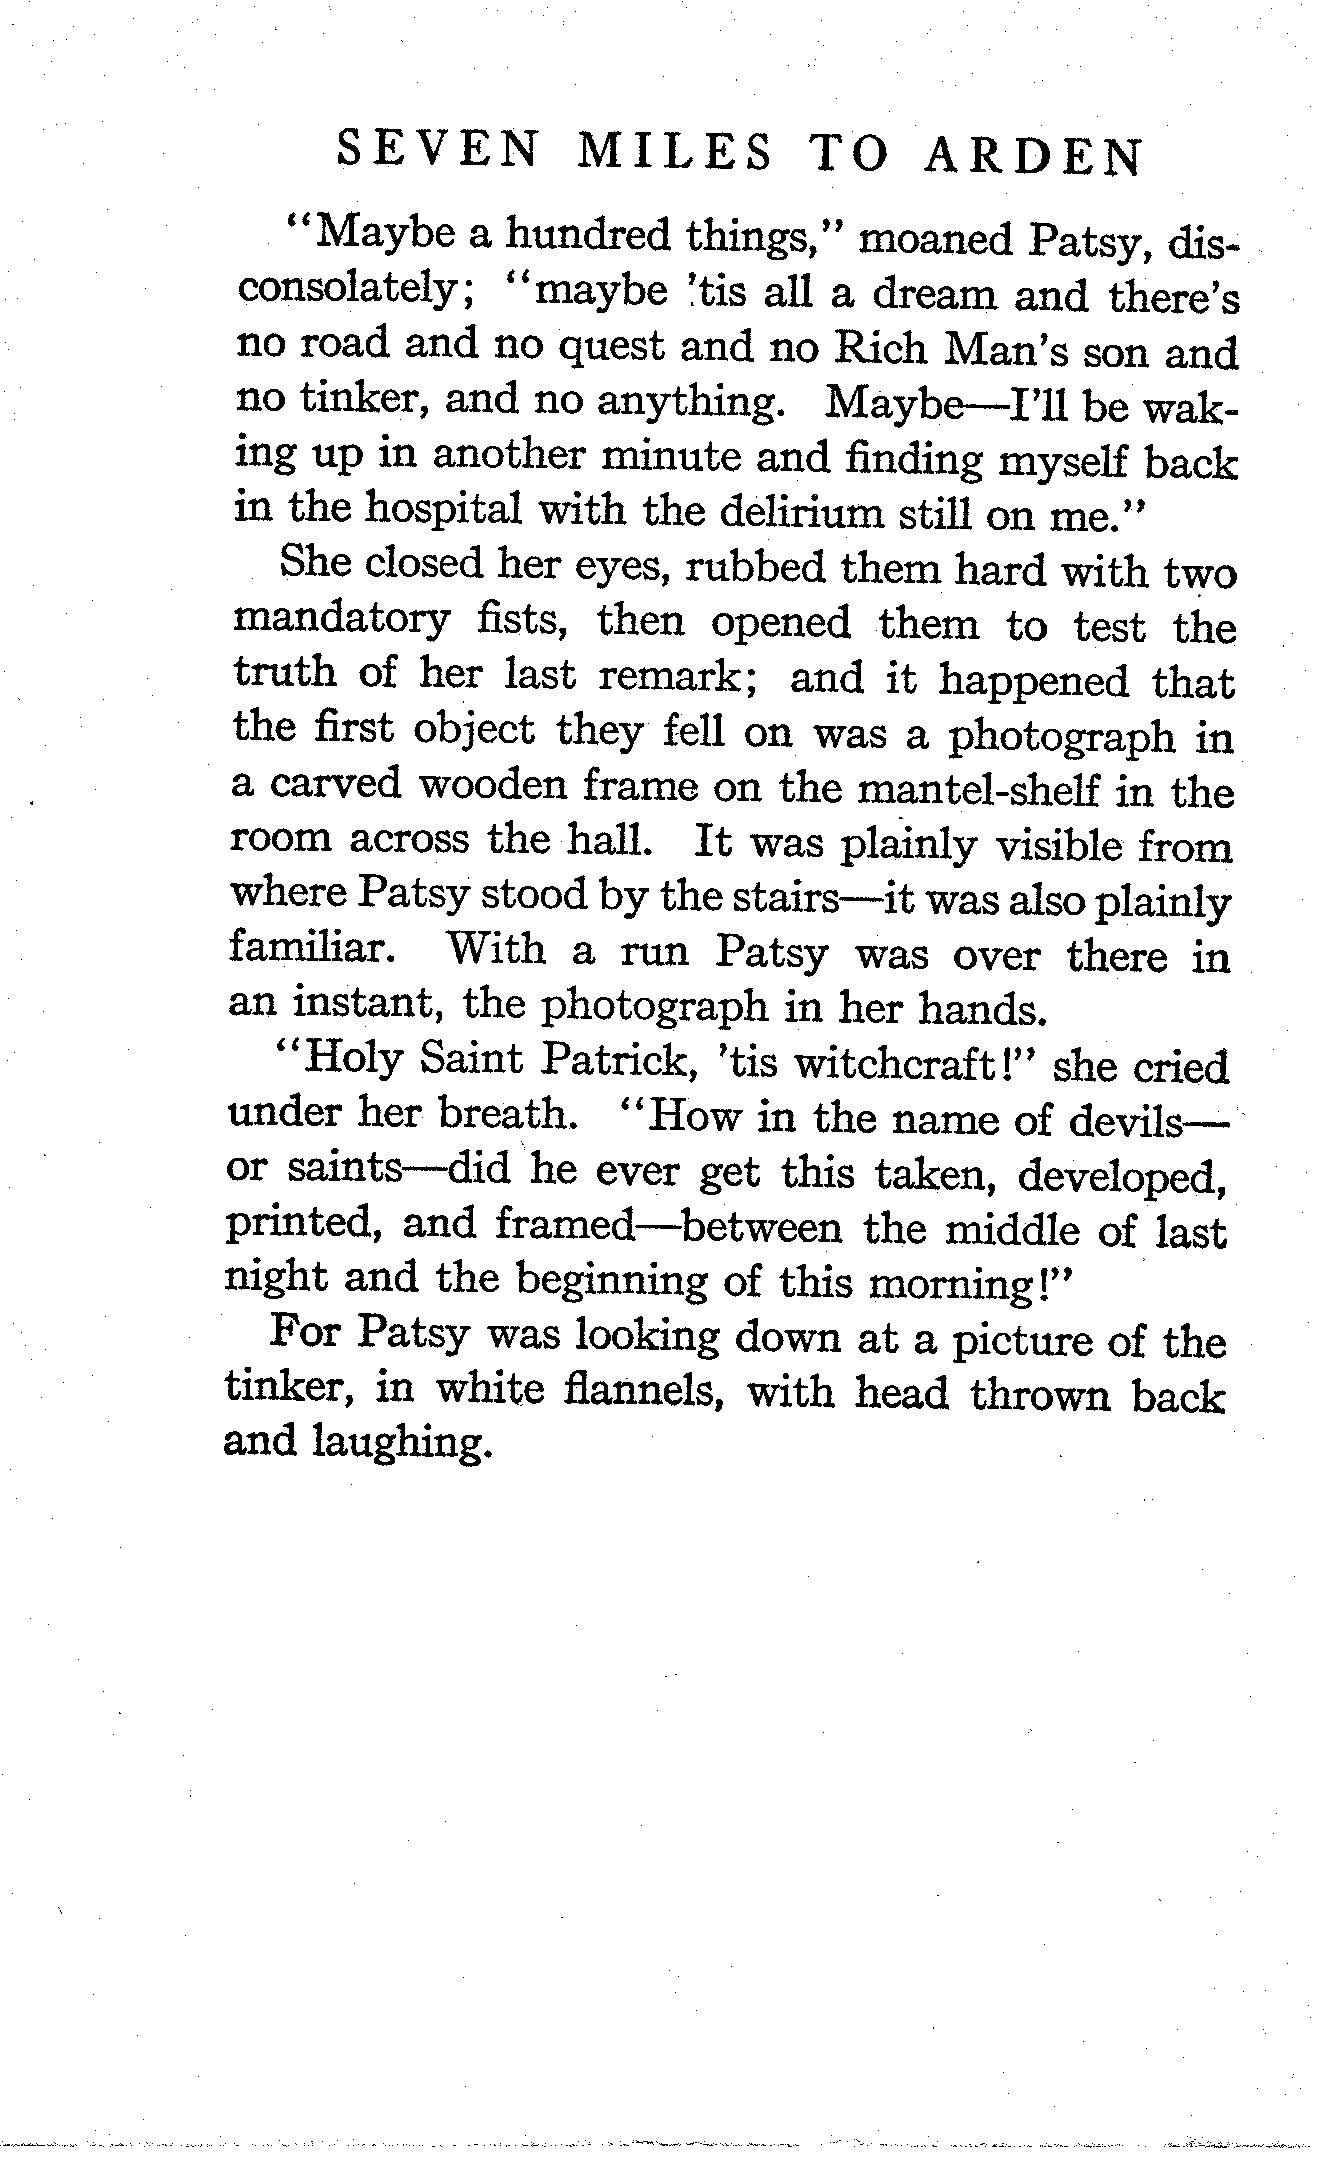 SEVEN MILES TO ARDEN
“Maybe a hundred things,” moaned Patsy, dis-
consolately; “maybe ’tis all a dream and there’s
no road and no quest and no Rich Man’s son and
no tinker, and no anything. Maybe—I’ll be wak-
ing up in another minute and finding myself back
in the hospital with the delirium still on me.”
She closed her eyes, rubbed them hard with two
mandatory fists, then opened them to test the
truth of her last remark; and it happened that
the first object they fell on was a photograph in
a carved wooden frame on the mantel-shelf in the
room across the hall. It was plainly visible from
where Patsy stood by the stairs—it was also plainly
familiar. With a run Patsy was over there in
an instant, the photograph in her hands.
“Holy Saint Patrick, ’tis witchcraft!” she cried
under her breath. “How in the name of devils—
or saints—did he ever get this taken, developed,
printed, and framed—between the middle of last
night and the beginning of this morning!”
For Patsy was looking down at a picture of the
tinker, in white flannels, with head thrown back
and laughing.